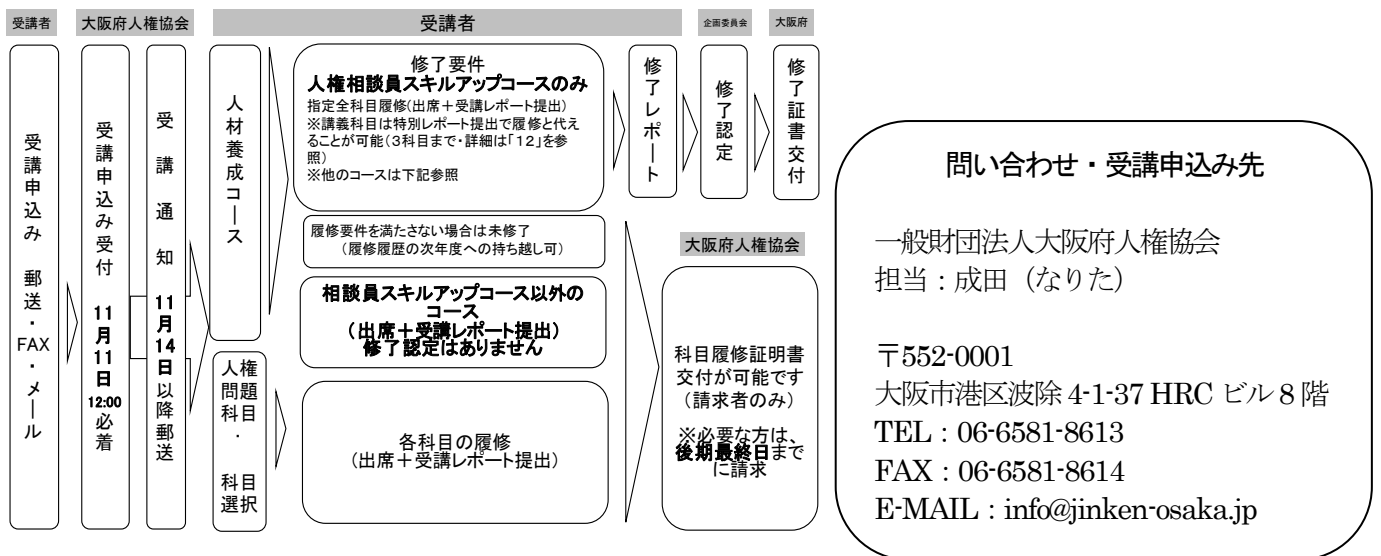 受講者
大阪府人権協会
受講者
企画委員会
大阪府
受講申込み 郵送・FAX・メール
受講申込み受付 11月11日12:00必着
受講通知 11月14日以降郵送
人材養成コース
修了要件
人権相談員スキルアップコースのみ
指定全科目履修(出席＋受講レポート提出)
※講義科目は特別レポート提出で履修と代え
ることが可能(3科目まで・詳細は「12」を参
照)
※他のコースは下記参照
履修要件を満たさない場合は未修了
(履修履歴の次年度への持ち越し可)
相談員スキルアップコース以外の
コース
(出席＋受講レポート提出)
修了認定はありません
修了レポート
修了認定
修了証書交付
人権
問題
科目
・
科目
選択
各科目の履修
(出席＋受講レポート提出)
大阪府人権協会
科目履修証明書
交付が可能です
(請求者のみ)
※必要な方は、
後期最終日まで
に請求
問い合わせ・受講申込み先
一般財団法人大阪府人権協会
担当：成田（なりた）
〒552-0001
大阪市港区波除 4-1-37 HRC ビル 8 階
TEL：06-6581-8613
FAX：06-6581-8614
E-MAIL：info@jinken-osaka.jp